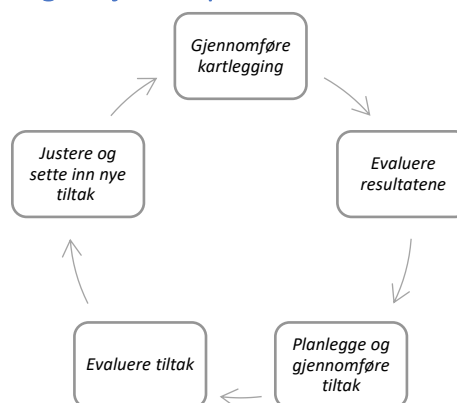 Gjennomføre
kartlegging
Evaluere
resultatene
Planlegge og
gjennomføre
tiltak
Evaluere tiltak
Justere og
sette inn nye
tiltak